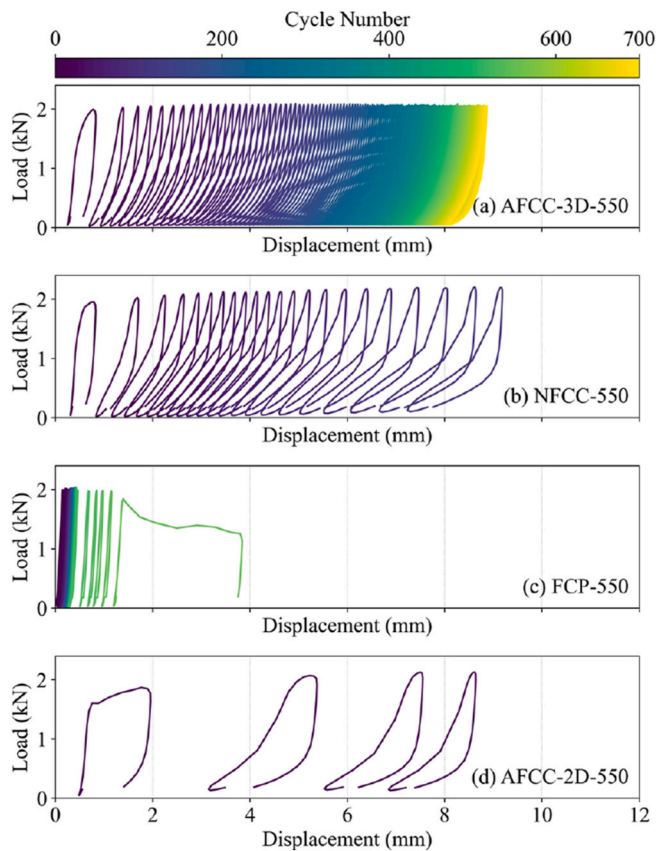 Cycle Number
0 200 400 600 700
Load (kN)
2
1
0
(a) AFCC-3D-550
Displacement (mm)
Load (kN)
2
1
0
(b) NFCC-550
Displacement (mm)
Load (kN)
2
1
0
(c) FCP-550
Displacement (mm)
Load (kN)
2
1
0
(d) AFCC-2D-550
0 2 4 6 8 10 12
Displacement (mm)